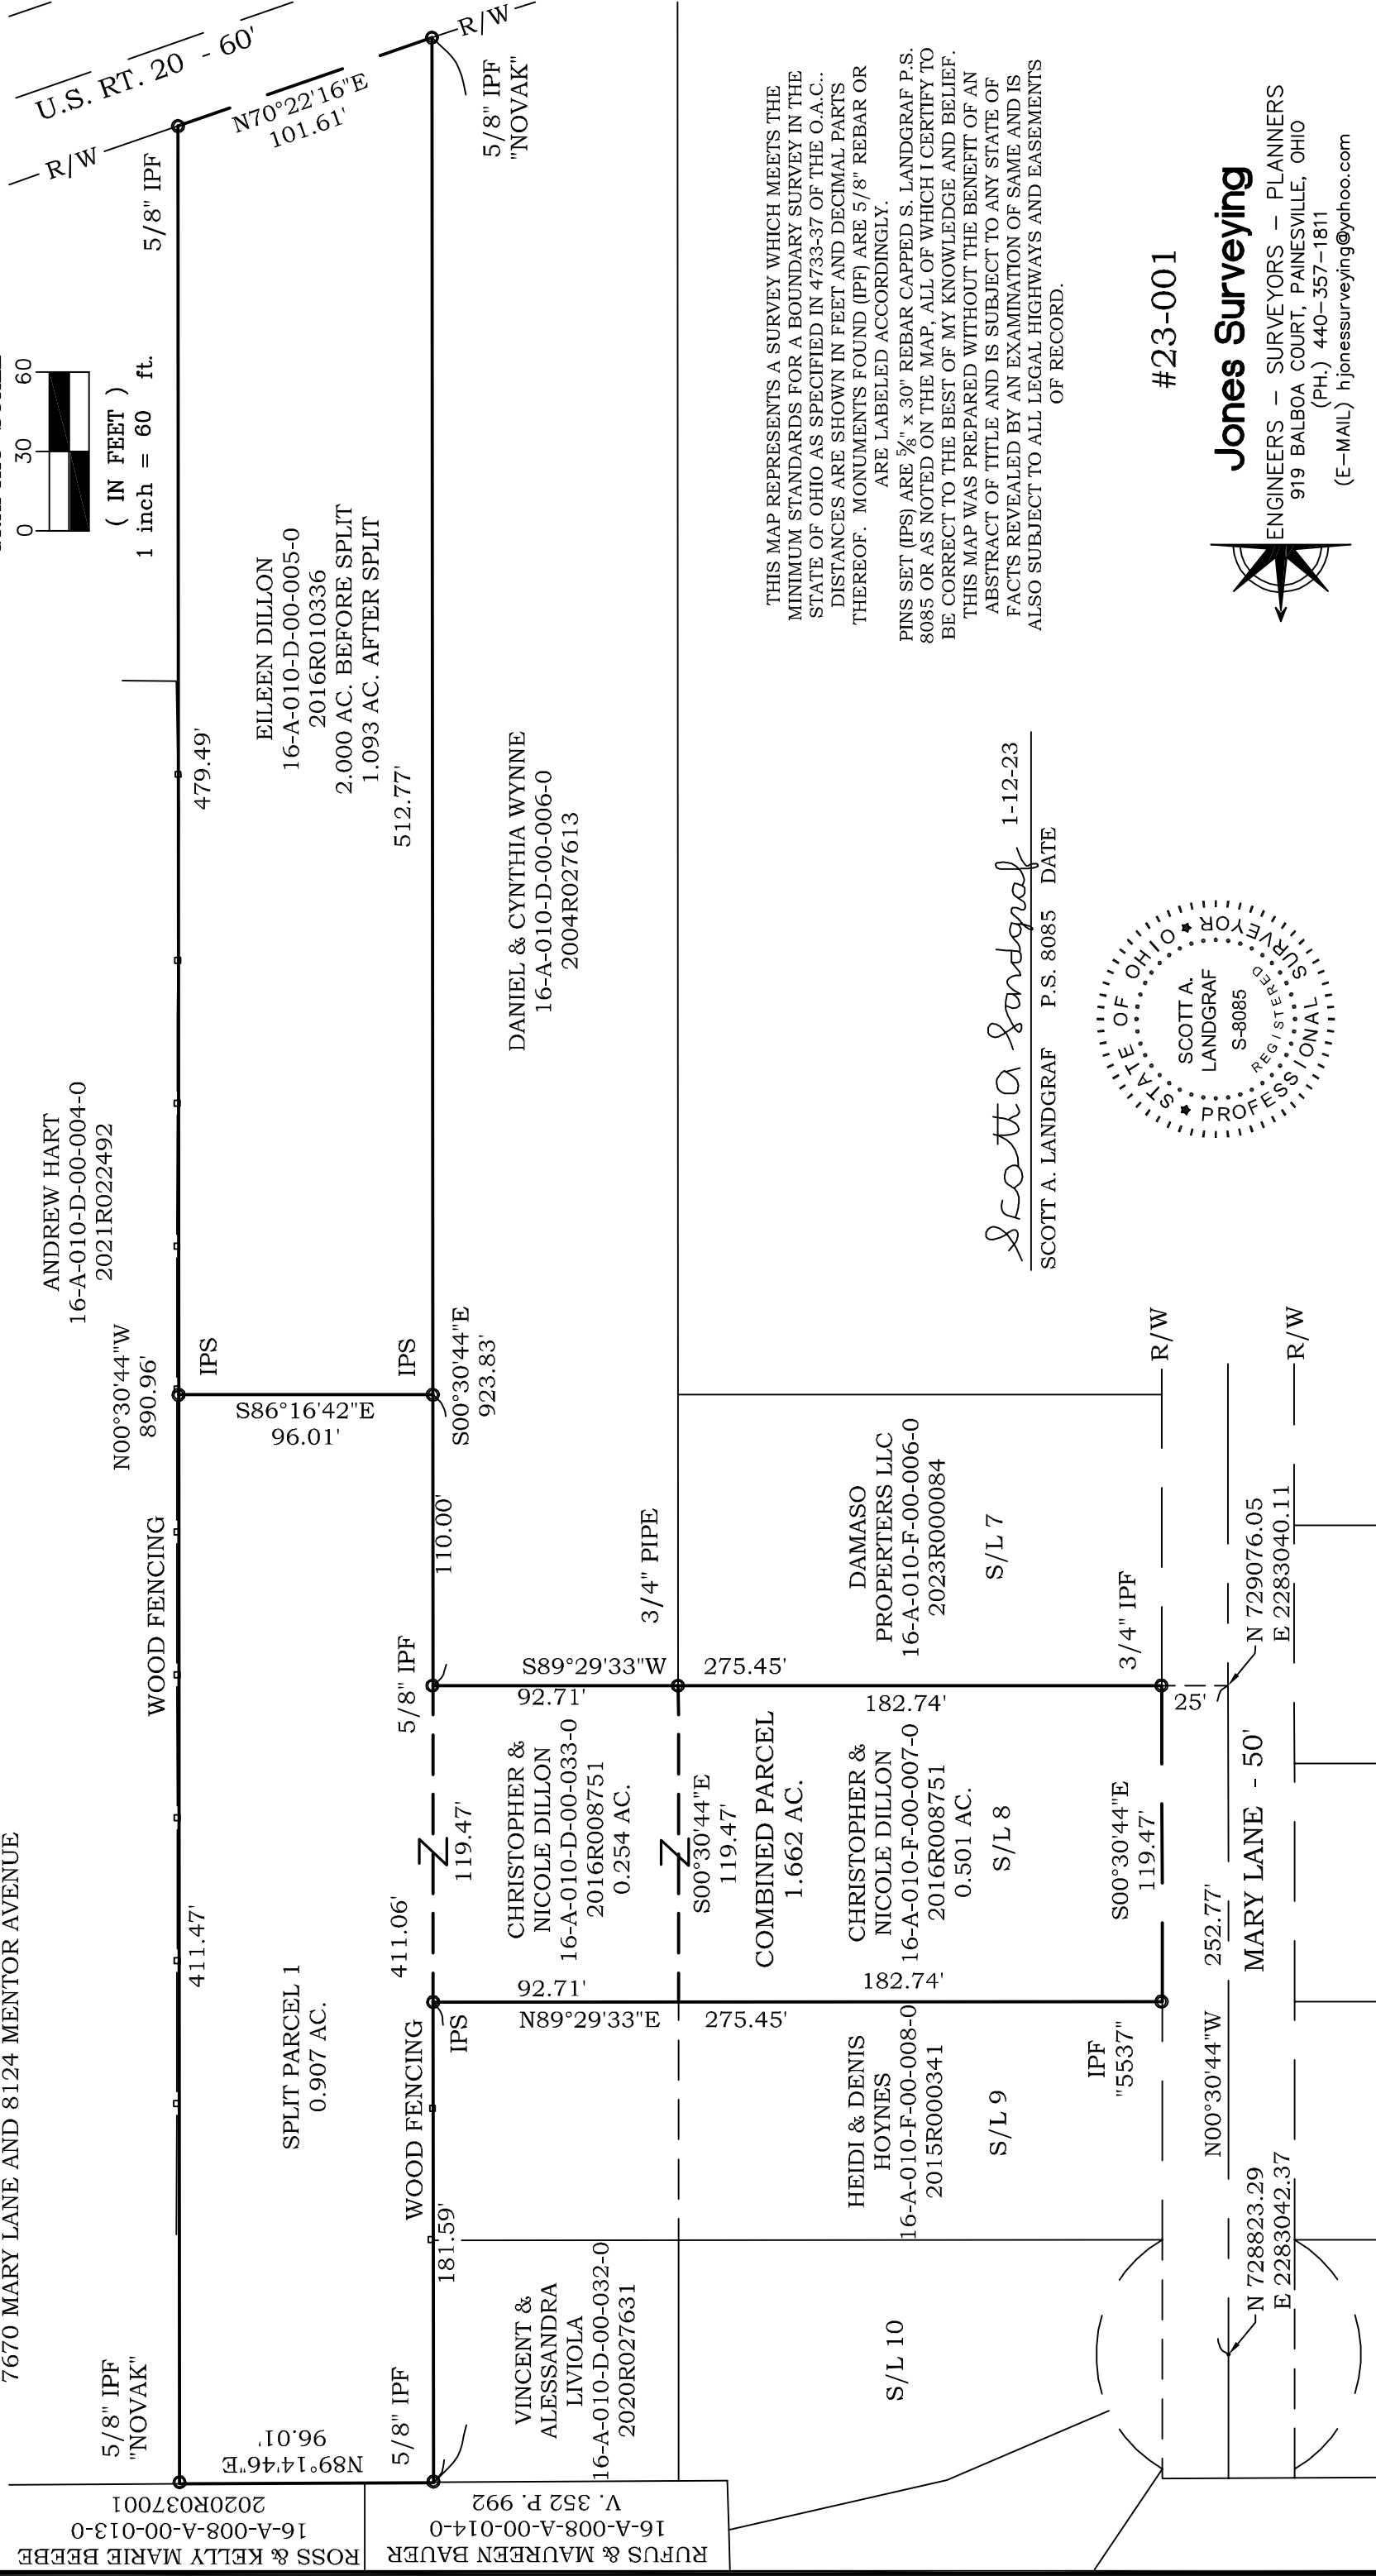 7670 MARY LANE AND 8124 MENTOR AVENUE
0 30 60
( IN FEET )
1 inch = 60 ft.
U.S. RT. 20 - 60'
R/W
R/W
N70°22'16"E
101.61'
5/8" IPF
5/8" IPF
"NOVAK"
ANDREW HART
16-A-010-D-00-004-0
2021R022492
N00°30'44"W
890.96'
479.49'
EILEEN DILLON
16-A-010-D-00-005-0
2016R010336
2.000 AC. BEFORE SPLIT
1.093 AC. AFTER SPLIT
512.77'
IPS
IPS
S86°16'42"E
96.01'
S00°30'44"E
923.83'
WOOD FENCING
411.47'
SPLIT PARCEL 1
0.907 AC.
411.06'
110.00'
119.47'
181.59'
WOOD FENCING
IPS
5/8" IPF
5/8" IPF
"NOVAK"
5/8" IPF
N89°14'46"E
96.01'
ROSS & KELLY MARIE BEEBE
16-A-008-A-00-013-0
2020R037001
RUFUS & MAUREEN BAUER
16-A-008-A-00-014-0
V. 352 P. 992
DANIEL & CYNTHIA WYNNE
16-A-010-D-00-006-0
2004R027613
VINCENT &
ALESSANDRA
LIVIOLA
16-A-010-D-00-032-0
2020R027631
CHRISTOPHER &
NICOLE DILLON
16-A-010-D-00-033-0
2016R008751
0.254 AC.
S89°29'33"W 275.45'
92.71' 182.74'
N89°29'33"E 275.45'
92.71' 182.74'
3/4" PIPE
S00°30'44"E
119.47'
COMBINED PARCEL
1.662 AC.
CHRISTOPHER &
NICOLE DILLON
16-A-010-F-00-007-0
2016R008751
0.501 AC.
S/L 8
DAMASO
PROPERTERS LLC
16-A-010-F-00-006-0
2023R000084
S/L 7
HEIDI & DENIS
HOYNES
16-A-010-F-00-008-0
2015R000341
S/L 9
S/L 10
3/4" IPF
IPF
"5537"
S00°30'44"E
119.47'
25'
R/W
R/W
N00°30'44"W 252.77'
MARY LANE - 50'
N 729076.05
E 2283040.11
N 728823.29
E 2283042.37
THIS MAP REPRESENTS A SURVEY WHICH MEETS THE
MINIMUM STANDARDS FOR A BOUNDARY SURVEY IN THE
STATE OF OHIO AS SPECIFIED IN 4733-37 OF THE O.A.C..
DISTANCES ARE SHOWN IN FEET AND DECIMAL PARTS
THEREOF. MONUMENTS FOUND (IPF) ARE 5/8" REBAR OR
ARE LABELED ACCORDINGLY.
PINS SET (IPS) ARE 5/8" x 30" REBAR CAPPED S. LANDGRAF P.S.
8085 OR AS NOTED ON THE MAP, ALL OF WHICH I CERTIFY TO
BE CORRECT TO THE BEST OF MY KNOWLEDGE AND BELIEF.
THIS MAP WAS PREPARED WITHOUT THE BENEFIT OF AN
ABSTRACT OF TITLE AND IS SUBJECT TO ANY STATE OF
FACTS REVEALED BY AN EXAMINATION OF SAME AND IS
ALSO SUBJECT TO ALL LEGAL HIGHWAYS AND EASEMENTS
OF RECORD.
Scott A Landgraf 1-12-23
SCOTT A. LANDGRAF P.S. 8085 DATE
STATE OF OHIO
SCOTT A.
LANDGRAF
S-8085
REGISTERED
PROFESSIONAL SURVEYOR
#23-001
Jones Surveying
ENGINEERS - SURVEYORS - PLANNERS
919 BALBOA COURT, PAINESVILLE, OHIO
(PH.) 440-357-1811
(E-MAIL) hjonessurveying@yahoo.com